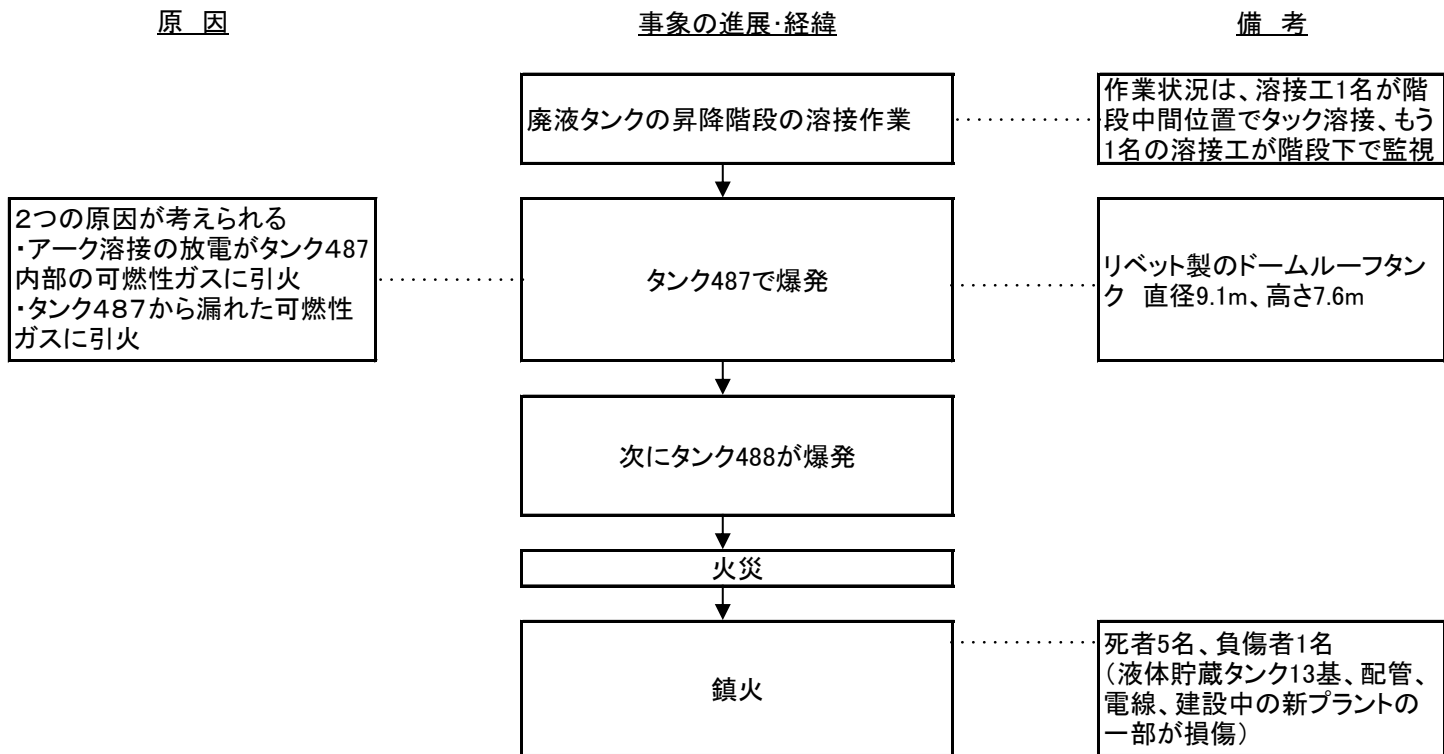 原　因
事象の進展・経緯
備　考
廃液タンクの昇降階段の溶接作業
作業状況は、溶接工1名が階
段中間位置でタック溶接、もう
1名の溶接工が階段下で監視
2つの原因が考えられる
・アーク溶接の放電がタンク487
内部の可燃性ガスに引火
・タンク487から漏れた可燃性
ガスに引火
タンク487で爆発
リベット製のドームルーフタン
ク　直径9.1m、高さ7.6m
次にタンク488が爆発
火災
鎮火
死者5名、負傷者1名
（液体貯蔵タンク13基、配管、
電線、建設中の新プラントの
一部が損傷）